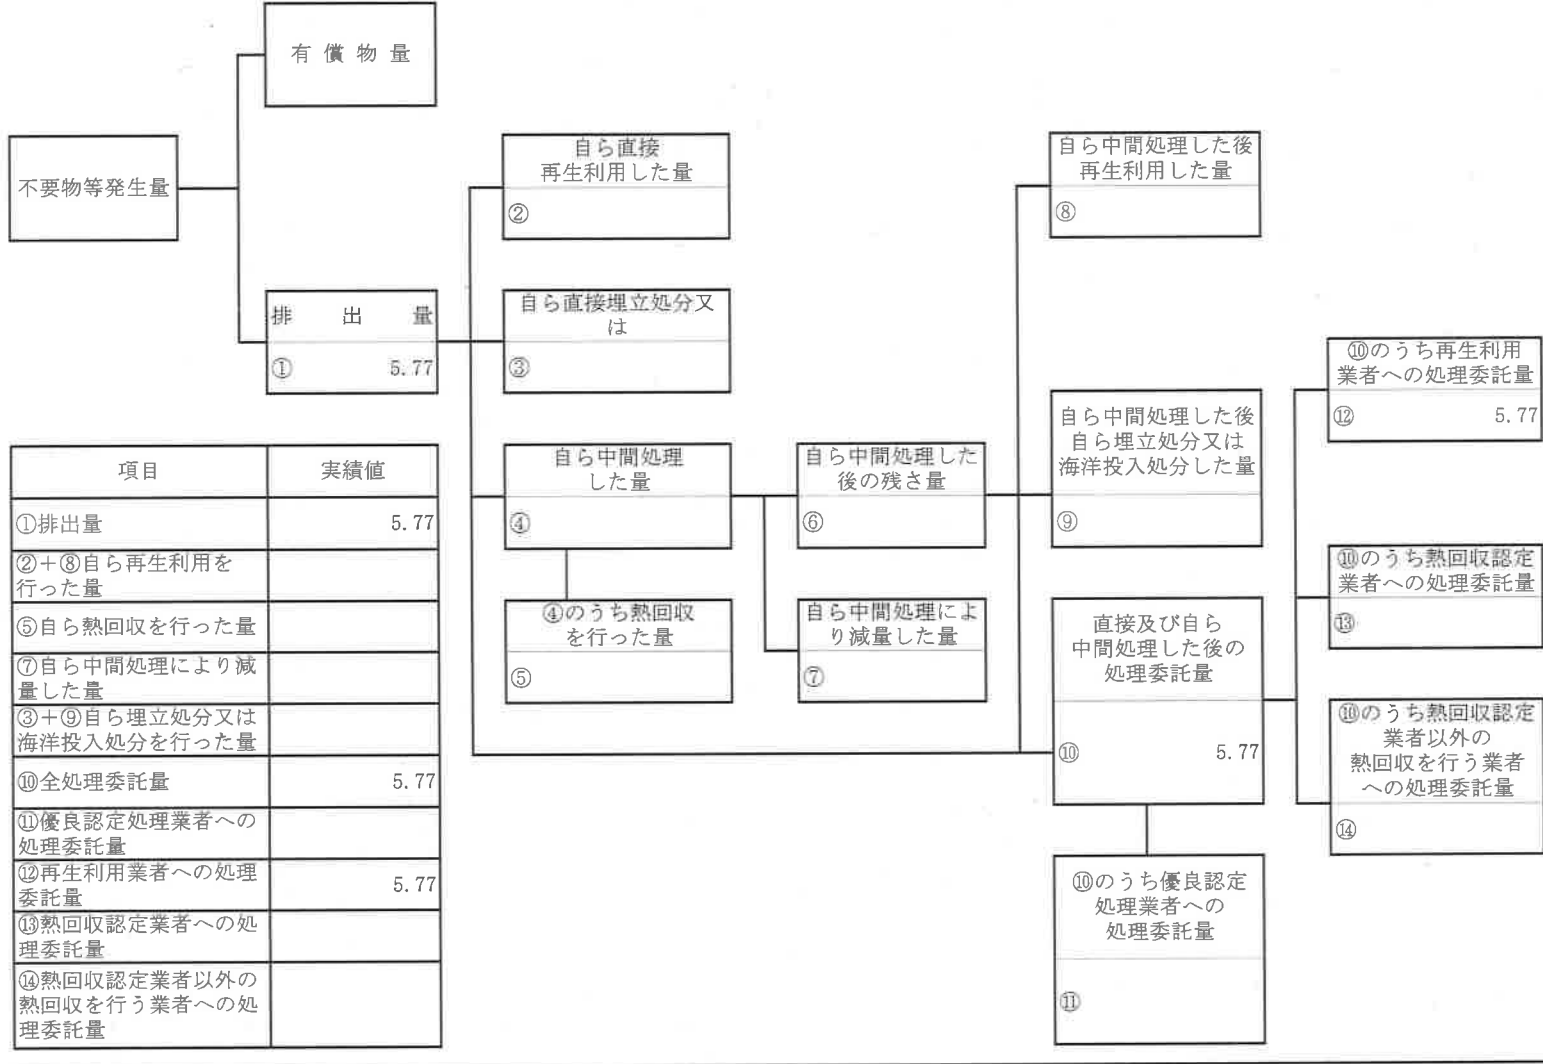 有償物量
不要物等発生量
排出量
① 5.77
自ら直接
再生利用した量
②
自ら直接埋立処分又
は
③
自ら中間処理
した量
④
④のうち熱回収
を行った量
⑤
自ら中間処理した
後の残さ量
⑥
自ら中間処理によ
り減量した量
⑦
自ら中間処理した後
再生利用した量
⑧
自ら中間処理した後
自ら埋立処分又は
海洋投入処分した量
⑨
直接及び自ら
中間処理した後の
処理委託量
⑩ 5.77
⑩のうち優良認定
処理業者への
処理委託量
⑪
⑩のうち再生利用
業者への処理委託量
⑫ 5.77
⑩のうち熱回収認定
業者への処理委託量
⑬
⑩のうち熱回収認定
業者以外の
熱回収を行う業者
への処理委託量
⑭
項目 実績値
①排出量 5.77
②+⑧自ら再生利用を
行った量
⑤自ら熱回収を行った量
⑦自ら中間処理により減
量した量
③+⑨自ら埋立処分又は
海洋投入処分を行った量
⑩全処理委託量 5.77
⑪優良認定処理業者への
処理委託量
⑫再生利用業者への処理
委託量 5.77
⑬熱回収認定業者への処
理委託量
⑭熱回収認定業者以外の
熱回収を行う業者への処
理委託量